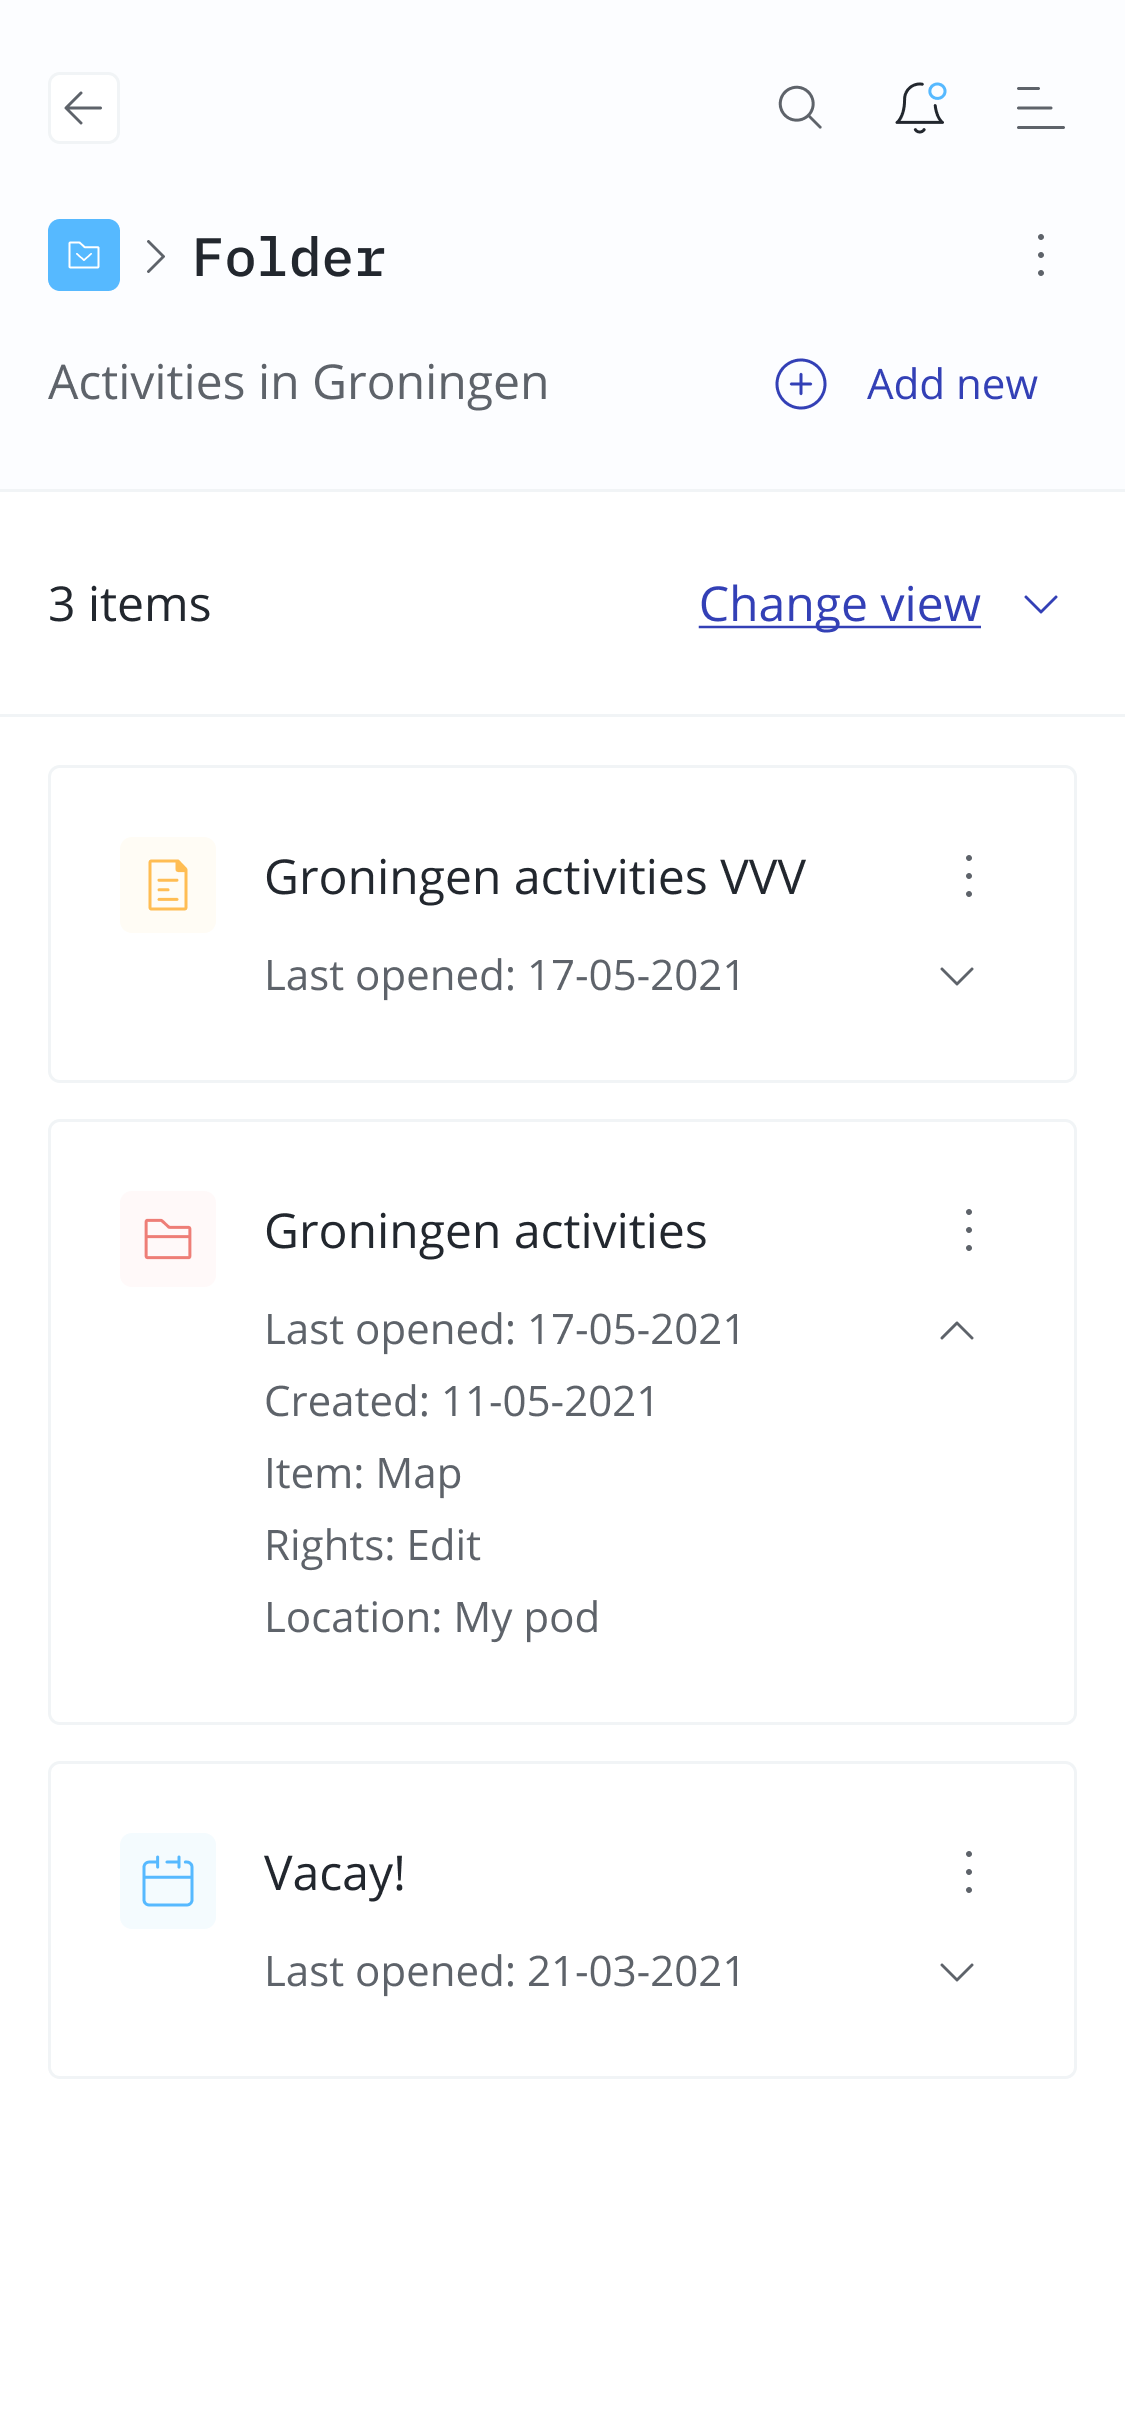 Folder
Activities in Groningen
Add new
3 items
Change view
Groningen activities VVV
Last opened: 17-05-2021
Groningen activities
Last opened: 17-05-2021
Created: 11-05-2021
Item: Map
Rights: Edit
Location: My pod
Vacay!
Last opened: 21-03-2021